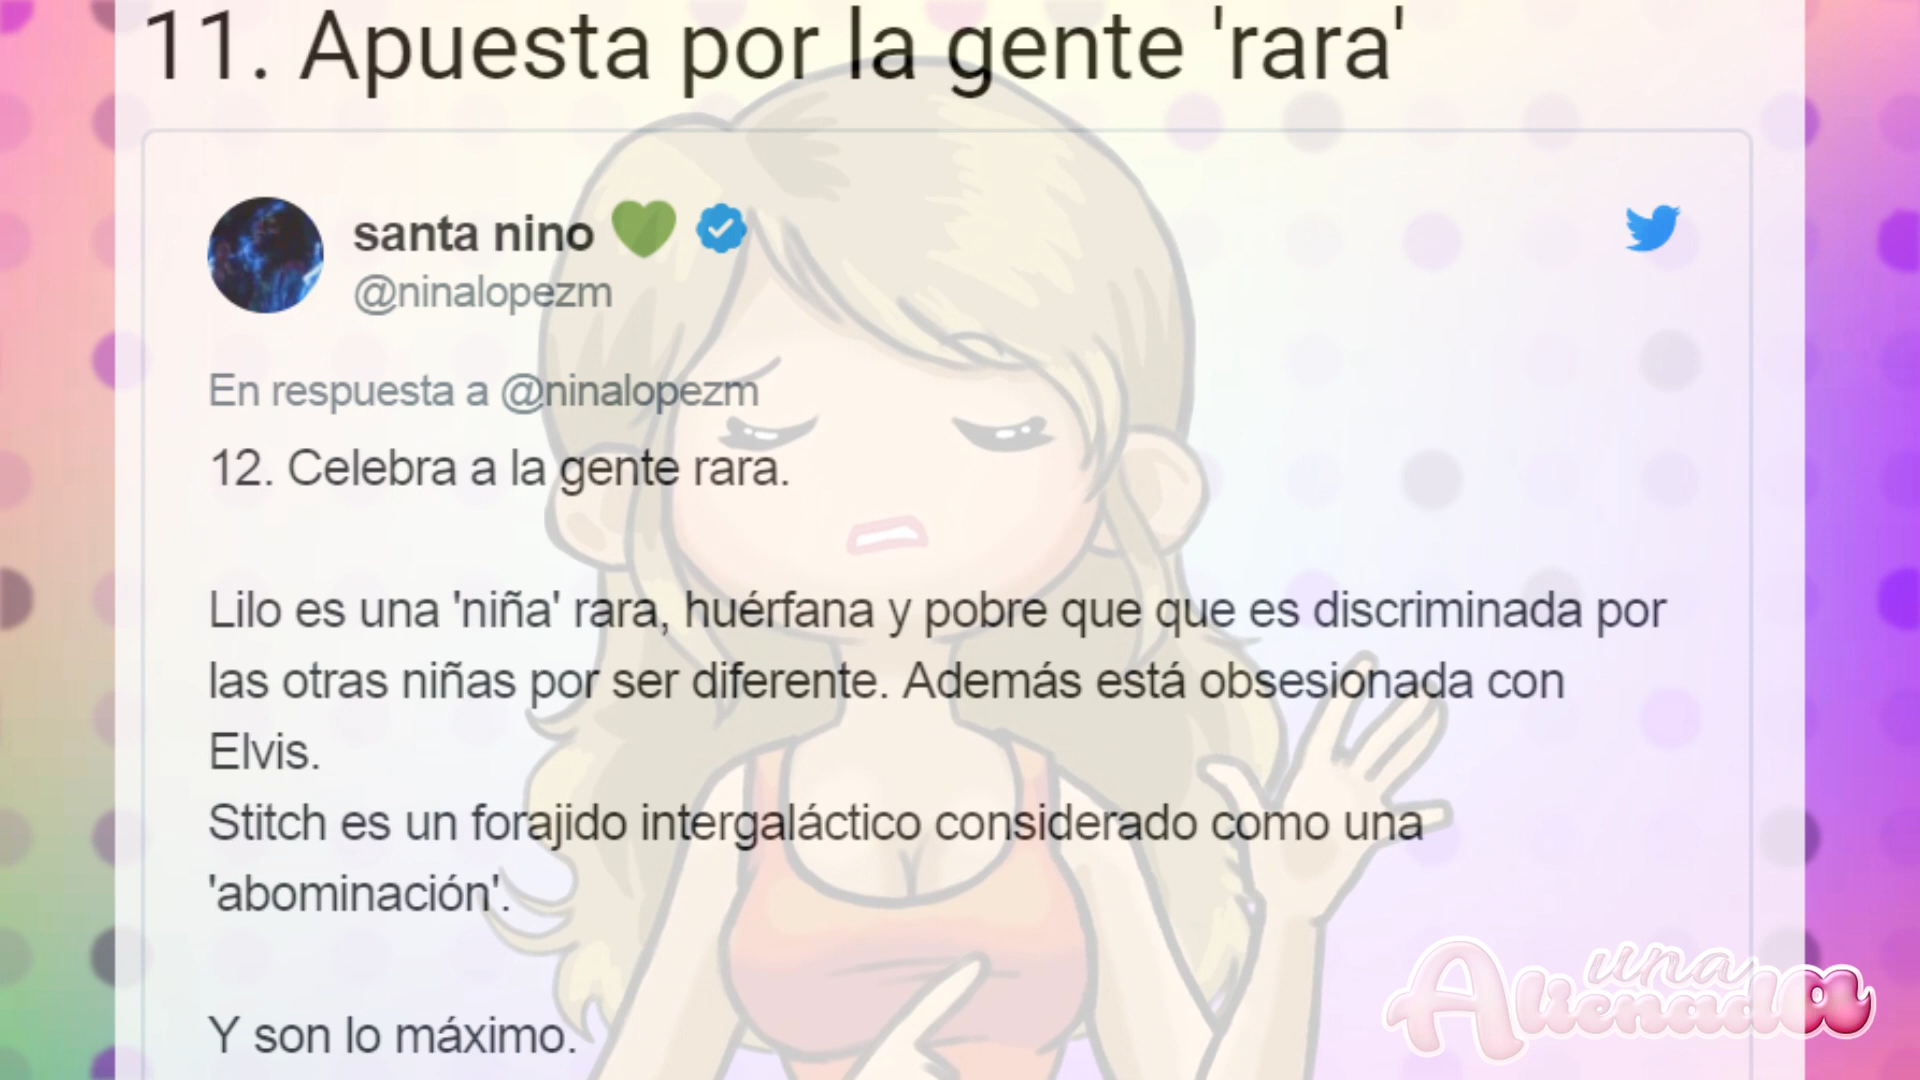 11. Apuesta por la gente 'rara'
santa nino
@ninalopezm
En respuesta a @ninalopezm
12. Celebra a la gente rara.
Lilo es una 'niña' rara, huérfana y pobre que que es discriminada por
las otras niñas por ser diferente. Además está obsesionada con
Elvis.
Stitch es un forajido intergaláctico considerado como una
'abominación'.
Y son lo máximo.
una
Alienada